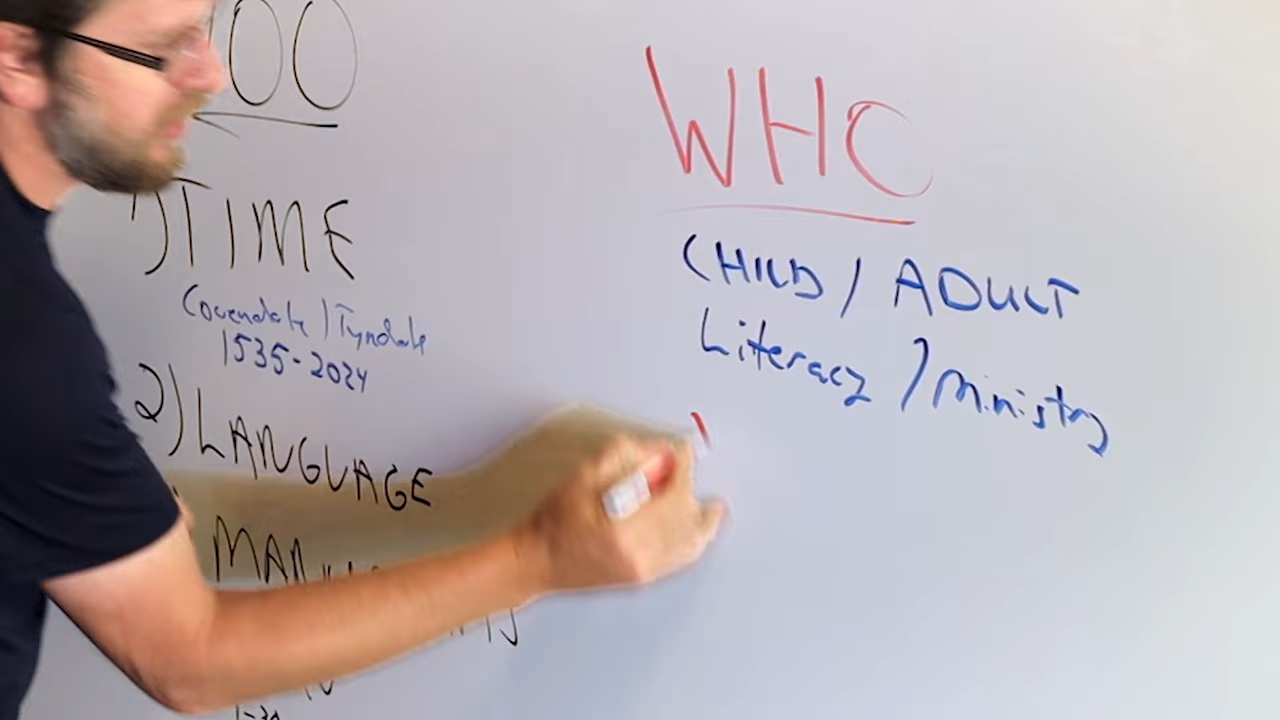 00
1) TIME
Coverdale / Tyndale
1535-2024
2) LANGUAGE
WHO
CHILD / ADULT
Literacy / Ministry